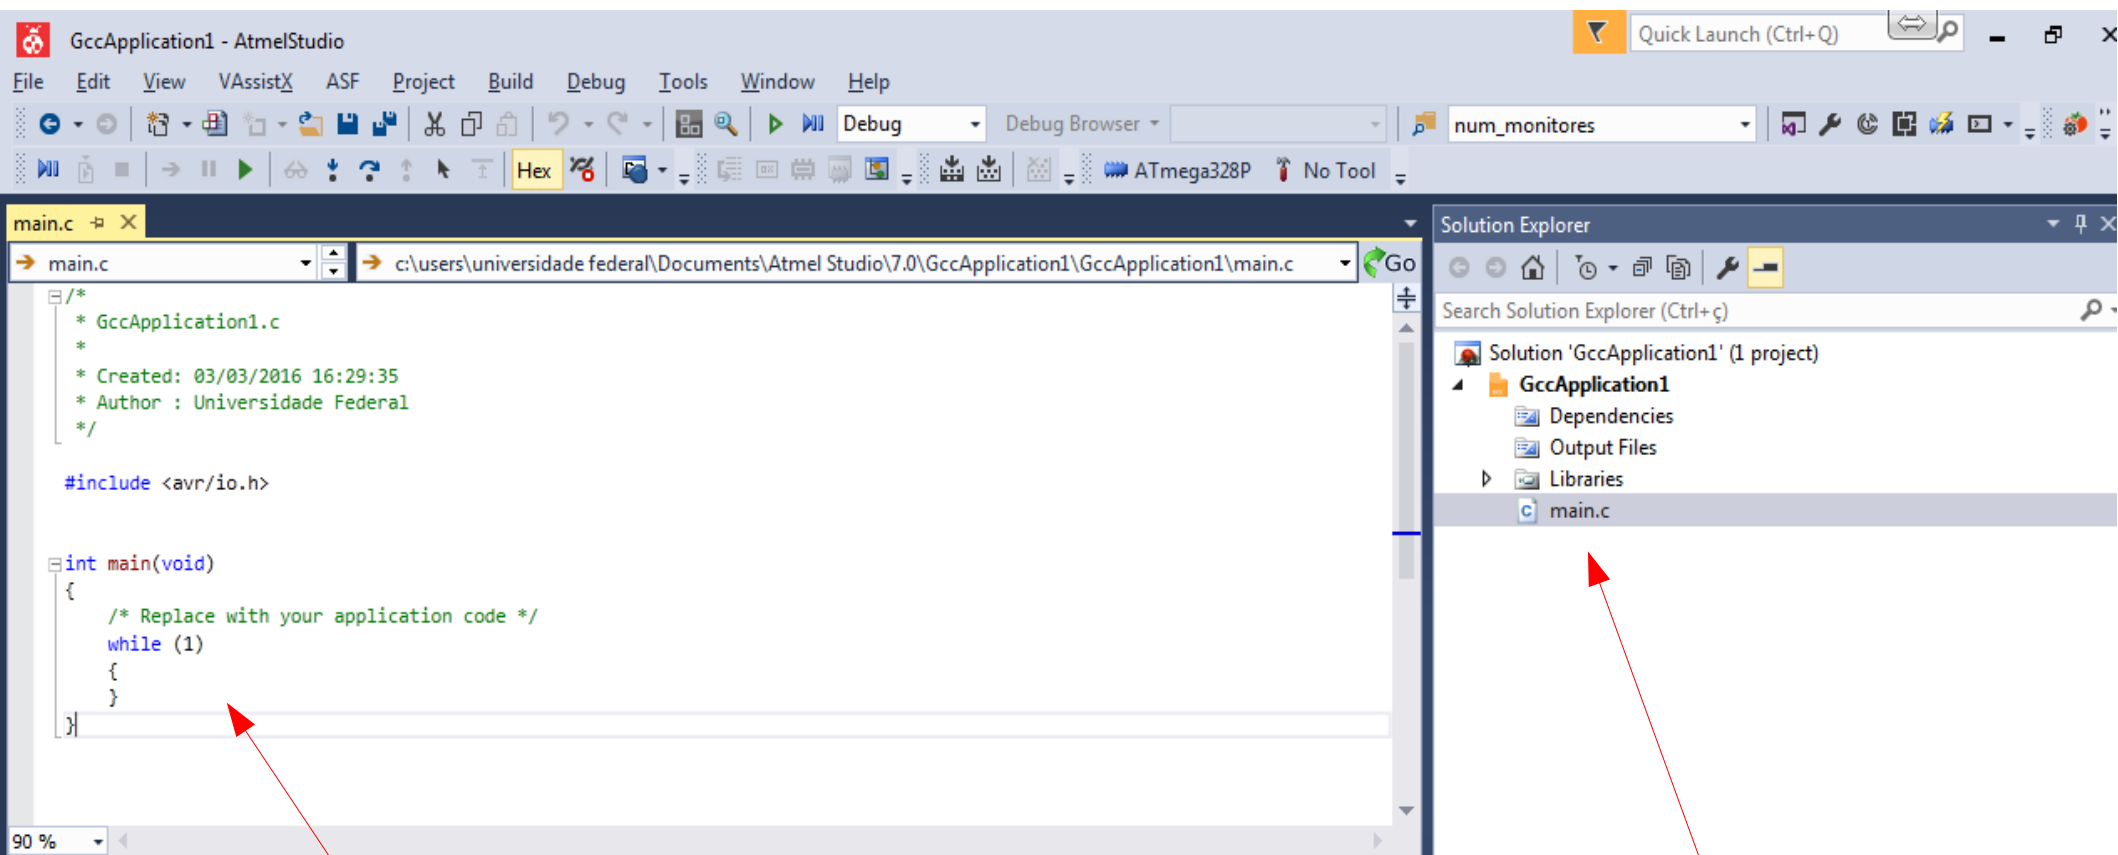 GccApplication1 - AtmelStudio
Quick Launch (Ctrl+Q)
File Edit View VAssistX ASF Project Build Debug Tools Window Help
Debug Debug Browser num_monitores
Hex ATmega328P No Tool
main.c
main.c c:\users\universidade federal\Documents\Atmel Studio\7.0\GccApplication1\GccApplication1\main.c Go
/*
* GccApplication1.c
*
* Created: 03/03/2016 16:29:35
* Author : Universidade Federal
*/
#include <avr/io.h>
int main(void)
{
/* Replace with your application code */
while (1)
{
}
}
90 %
Solution Explorer
Search Solution Explorer (Ctrl+ç)
Solution 'GccApplication1' (1 project)
GccApplication1
Dependencies
Output Files
Libraries
main.c